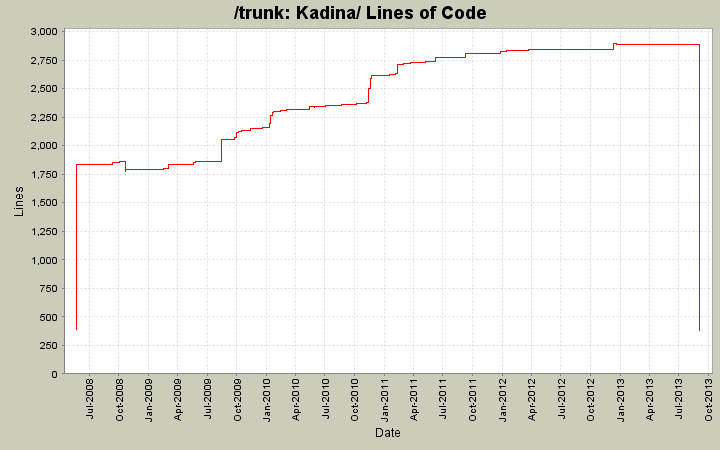 /trunk: Kadina/ Lines of Code
3,000
2,750
2,500
2,250
2,000
1,750
1,500
1,250
1,000
750
500
250
0
Lines
Jul-2008
Oct-2008
Jan-2009
Apr-2009
Jul-2009
Oct-2009
Jan-2010
Apr-2010
Jul-2010
Oct-2010
Jan-2011
Apr-2011
Jul-2011
Oct-2011
Jan-2012
Apr-2012
Jul-2012
Oct-2012
Jan-2013
Apr-2013
Jul-2013
Oct-2013
Date